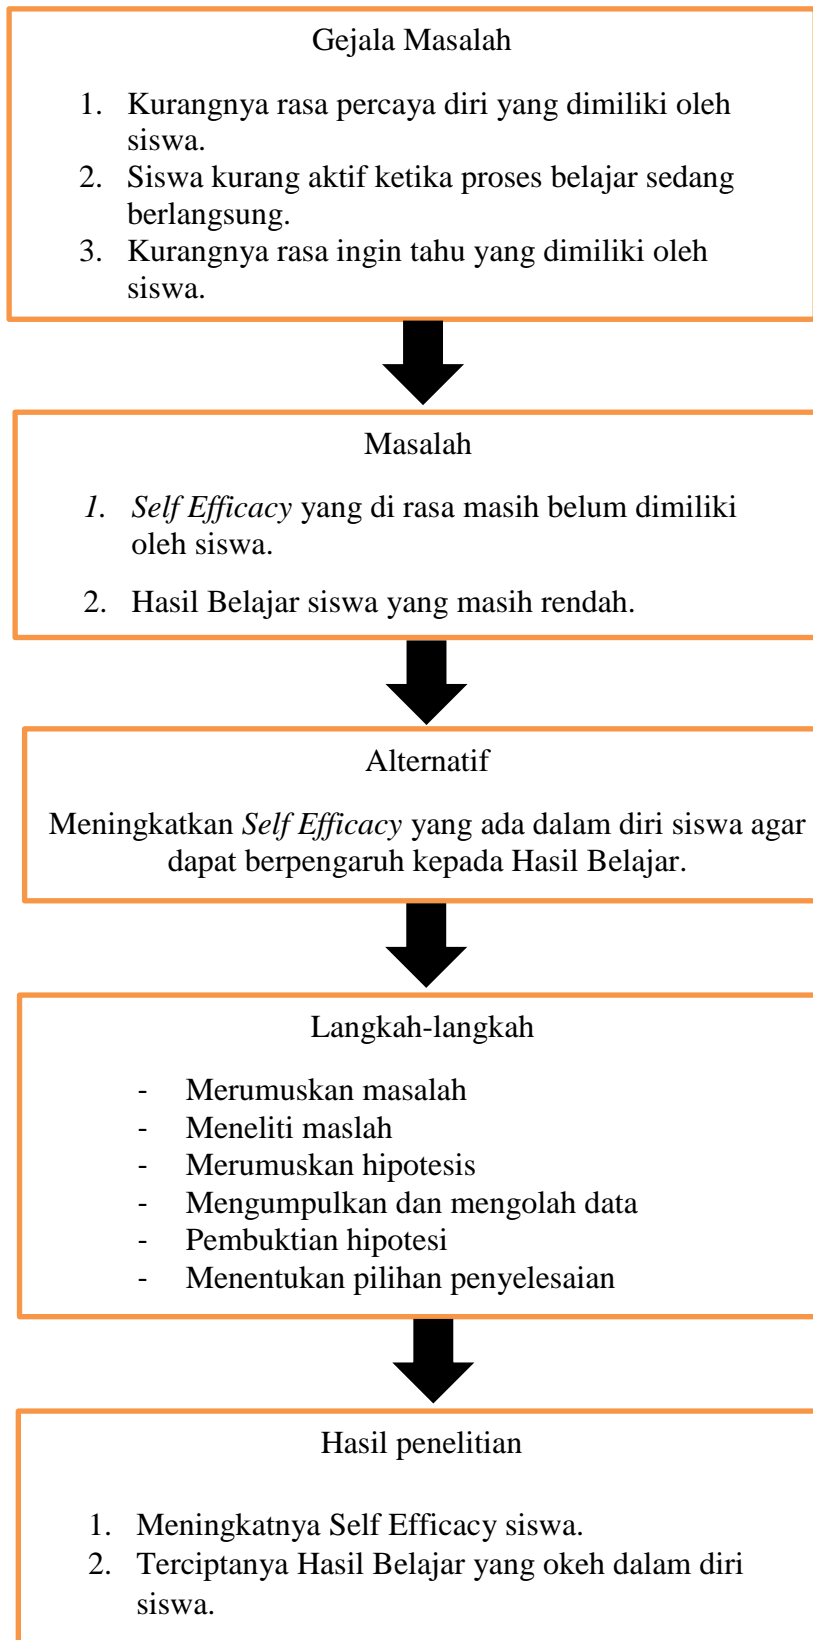 Gejala Masalah
1. Kurangnya rasa percaya diri yang dimiliki oleh
siswa.
2. Siswa kurang aktif ketika proses belajar sedang
berlangsung.
3. Kurangnya rasa ingin tahu yang dimiliki oleh
siswa.
Masalah
1. Self Efficacy yang di rasa masih belum dimiliki
oleh siswa.
2. Hasil Belajar siswa yang masih rendah.
Alternatif
Meningkatkan Self Efficacy yang ada dalam diri siswa agar
dapat berpengaruh kepada Hasil Belajar.
Langkah-langkah
- Merumuskan masalah
- Meneliti maslah
- Merumuskan hipotesis
- Mengumpulkan dan mengolah data
- Pembuktian hipotesi
- Menentukan pilihan penyelesaian
Hasil penelitian
1. Meningkatnya Self Efficacy siswa.
2. Terciptanya Hasil Belajar yang okeh dalam diri
siswa.